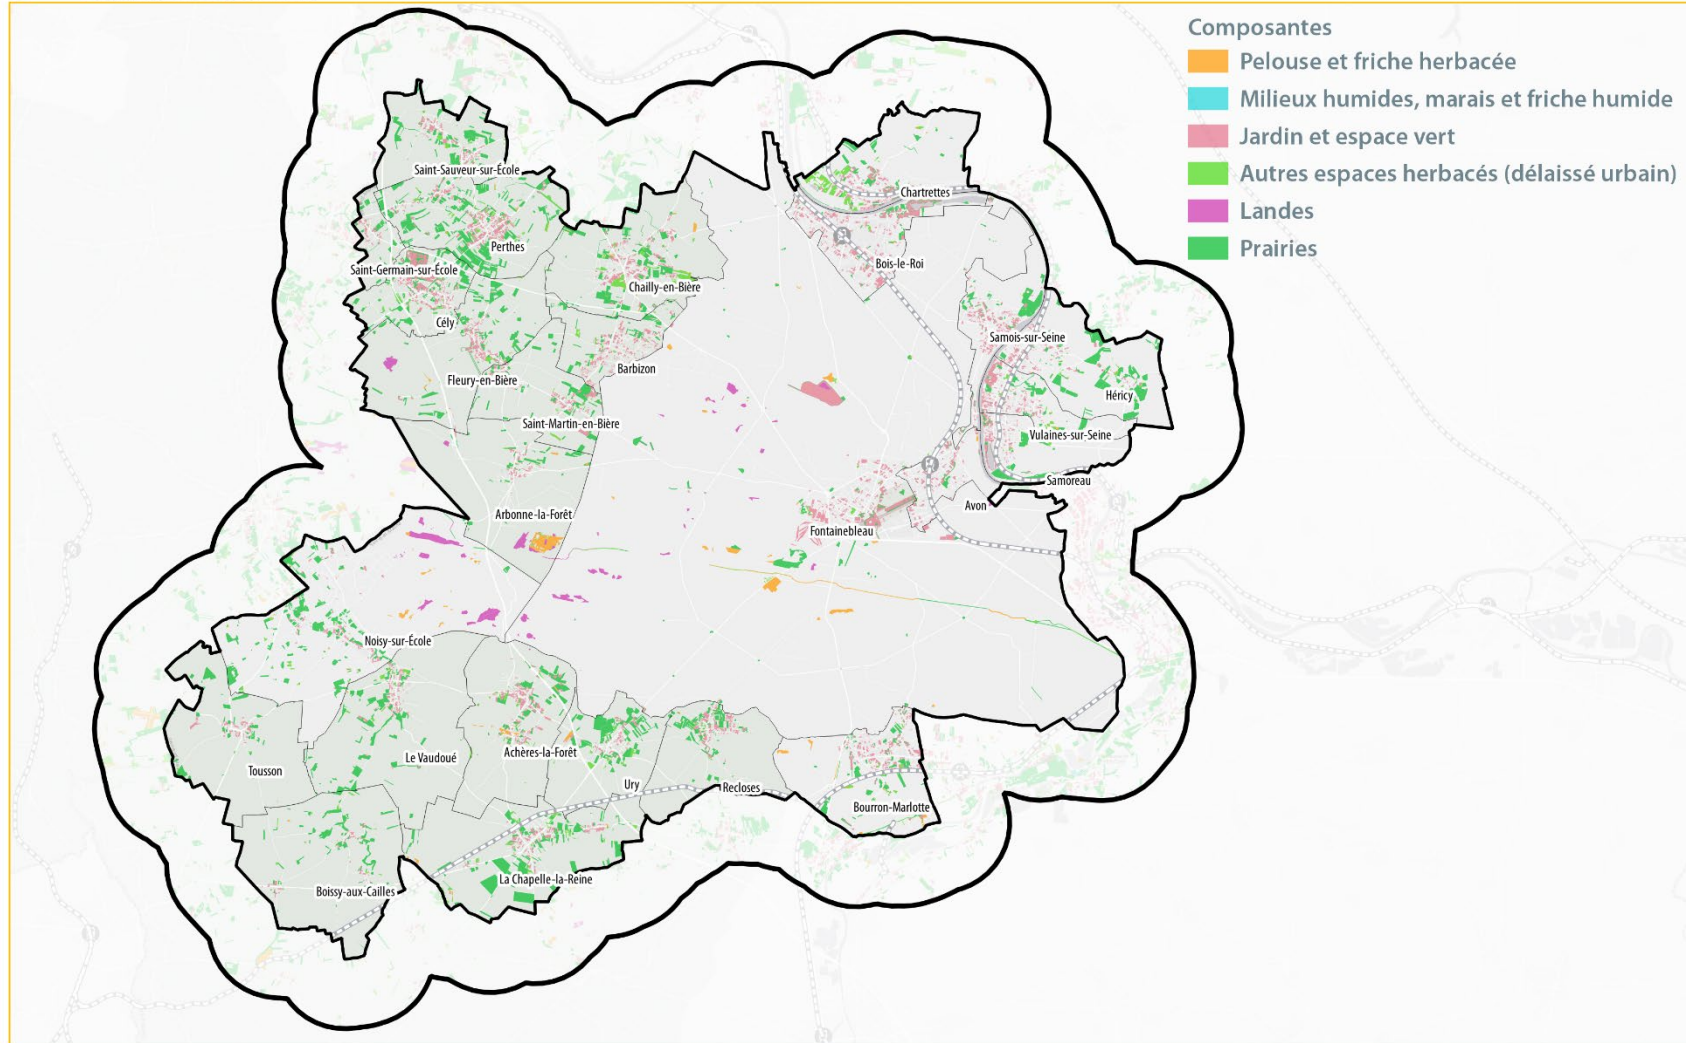 Composantes
Pelouse et friche herbacée
Milieux humides, marais et friche humide
Jardin et espace vert
Autres espaces herbacés (délaissé urbain)
Landes
Prairies
Saint-Sauveur-sur-École
Chartrettes
Perthes
Bois-le-Roi
Saint-Germain-sur-École
Chailly-en-Bière
Cély
Samois-sur-Seine
Barbizon
Fleury-en-Bière
Héricy
Saint-Martin-en-Bière
Vulaines-sur-Seine
Samoreau
Avon
Arbonne-la-Forêt
Fontainebleau
Noisy-sur-École
Achères-la-Forêt
Le Vaudoué
Tousson
Ury
Recloses
Bourron-Marlotte
La Chapelle-la-Reine
Boissy-aux-Cailles